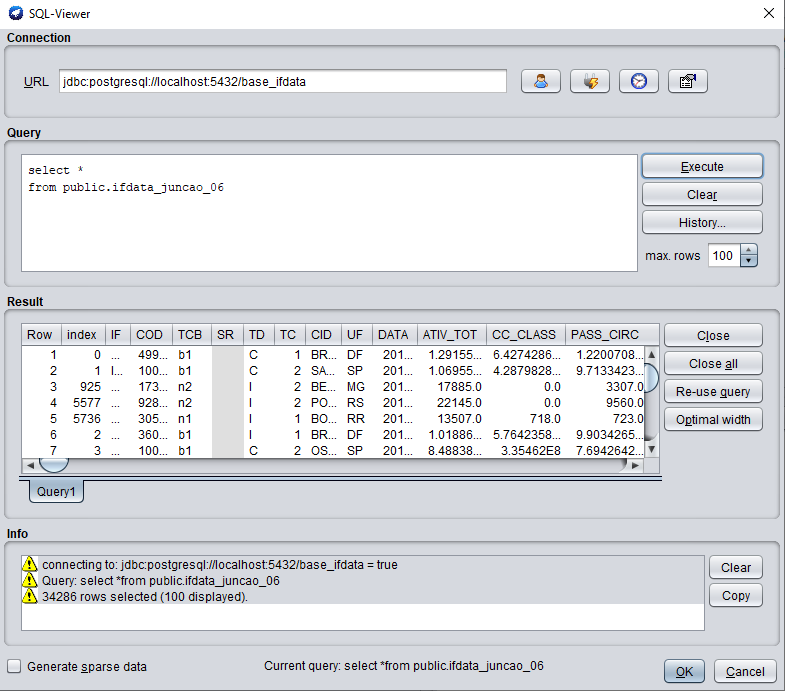 SQL-Viewer
Connection
URL jdbc:postgresql://localhost:5432/base_ifdata
Query
select *
from public.ifdata_juncao_06
Execute
Clear
History...
max. rows 100
Result
Row index IF COD TCB SR TD TC CID UF DATA ATIV_TOT CC_CLASS PASS_CIRC
1 0 ... 499... b1 C 1 BR... DF 201... 1.29155... 6.4274286... 1.2200708...
2 1 I... 100... b1 C 2 SA... SP 201... 1.06955... 4.2879828... 9.7133423...
3 925 ... 173... n2 I 2 BE... MG 201... 17885.0 0.0 3307.0
4 5577 ... 928... n2 I 2 PO... RS 201... 22145.0 0.0 9560.0
5 5736 ... 305... n1 I 1 BO... RR 201... 13507.0 718.0 723.0
6 2 ... 360... b1 I 1 BR... DF 201... 1.01886... 5.7642358... 9.9034265...
7 3 ... 100... b1 C 2 OS... SP 201... 8.48838... 3.35462E8 7.6942642...
Close
Close all
Re-use query
Optimal width
Query1
Info
connecting to: jdbc:postgresql://localhost:5432/base_ifdata = true
Query: select *from public.ifdata_juncao_06
34286 rows selected (100 displayed).
Clear
Copy
Generate sparse data
Current query: select *from public.ifdata_juncao_06
OK
Cancel